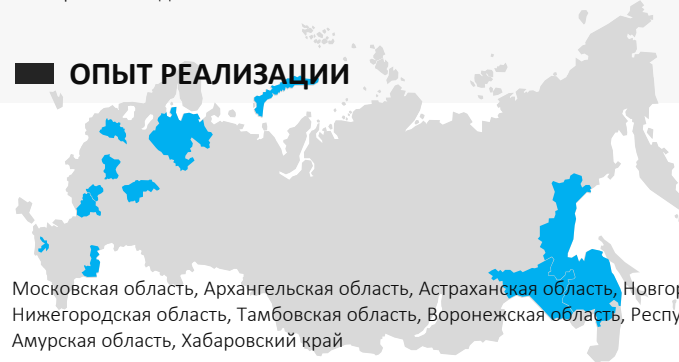 ОПЫТ РЕАЛИЗАЦИИ
Московская область, Архангельская область, Астраханская область,
Нижегородская область, Тамбовская область, Воронежская область,
Амурская область, Хабаровский край